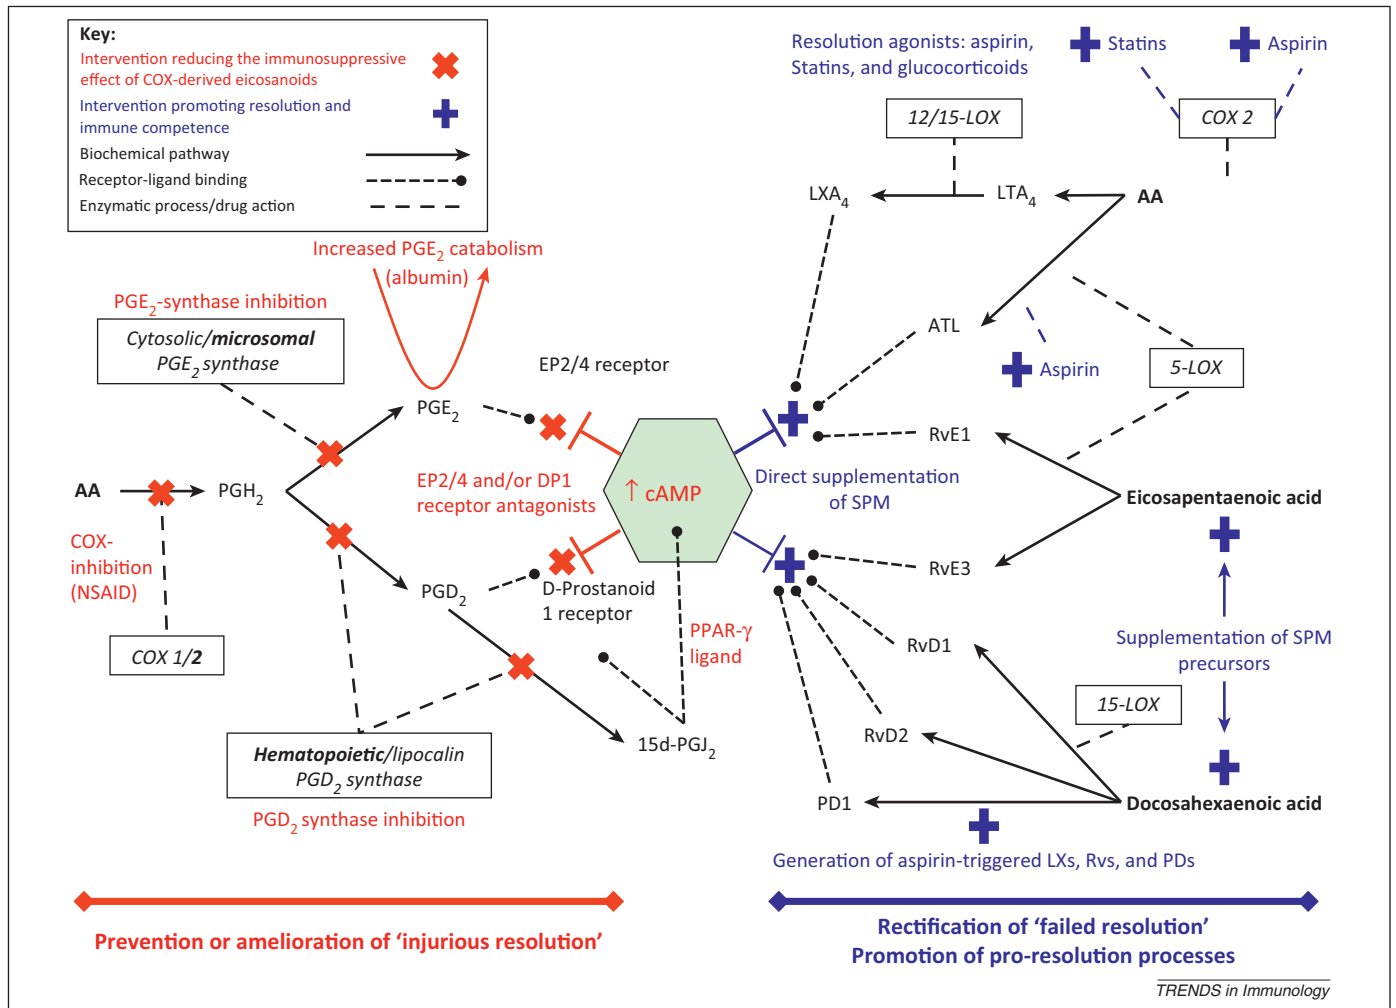 Key:
Intervention reducing the immunosuppressive
effect of COX-derived eicosanoids
Intervention promoting resolution and
immune competence
Biochemical pathway
Receptor-ligand binding
Enzymatic process/drug action
Resolution agonists: aspirin,
Statins, and glucocorticoids
Statins
Aspirin
12/15-LOX
COX 2
LXA4
LTA4
AA
Increased PGE2 catabolism
(albumin)
PGE2-synthase inhibition
Cytosolic/microsomal
PGE2 synthase
EP2/4 receptor
ATL
Aspirin
5-LOX
PGE2
RvE1
AA
PGH2
EP2/4 and/or DP1
receptor antagonists
↑ cAMP
Direct supplementation
of SPM
Eicosapentaenoic acid
COX-
inhibition
(NSAID)
PGD2
D-Prostanoid
1 receptor
RvE3
COX 1/2
PPAR-γ
ligand
RvD1
Supplementation of SPM
precursors
15-LOX
Hematopoietic/lipocalin
PGD2 synthase
15d-PGJ2
RvD2
PGD2 synthase inhibition
PD1
Docosahexaenoic acid
Generation of aspirin-triggered LXs, Rvs, and PDs
Prevention or amelioration of ‘injurious resolution’
Rectification of ‘failed resolution’
Promotion of pro-resolution processes
TRENDS in Immunology